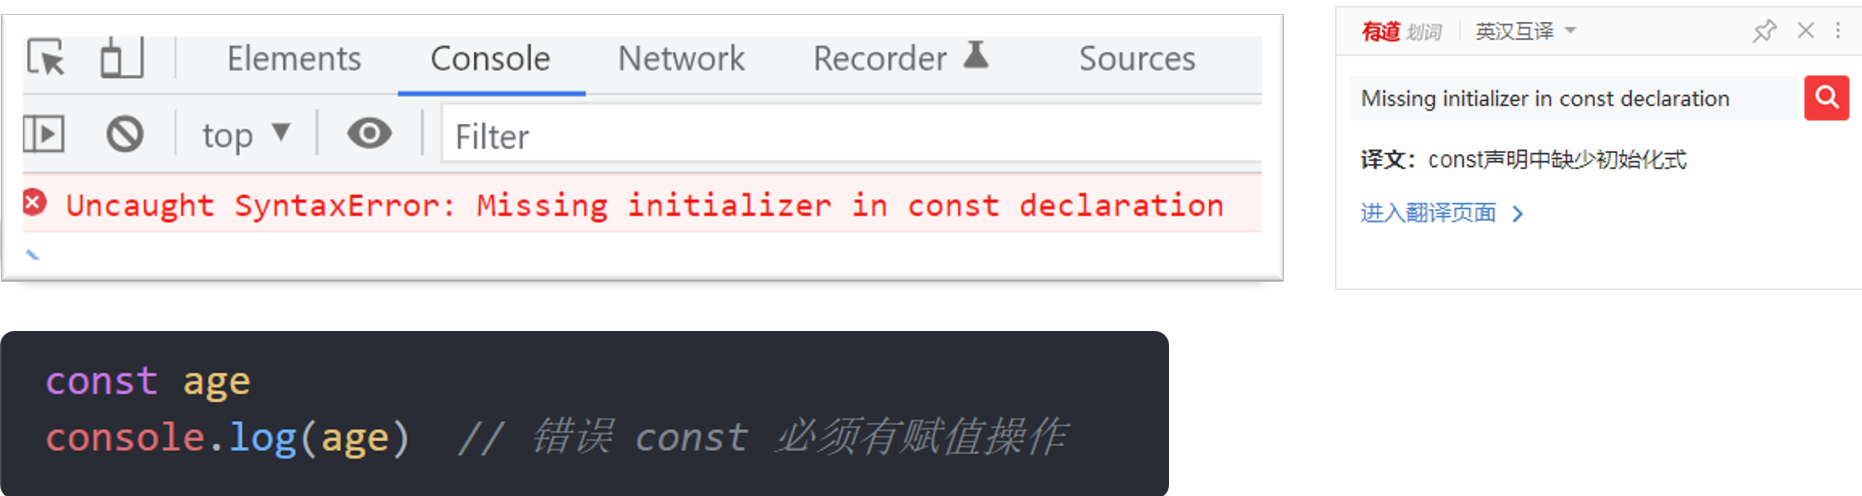 Elements Console Network Recorder Sources
top Filter
Uncaught SyntaxError: Missing initializer in const declaration
有道 划词 英汉互译
Missing initializer in const declaration
译文：const声明中缺少初始化式
进入翻译页面
const age
console.log(age) // 错误 const 必须有赋值操作